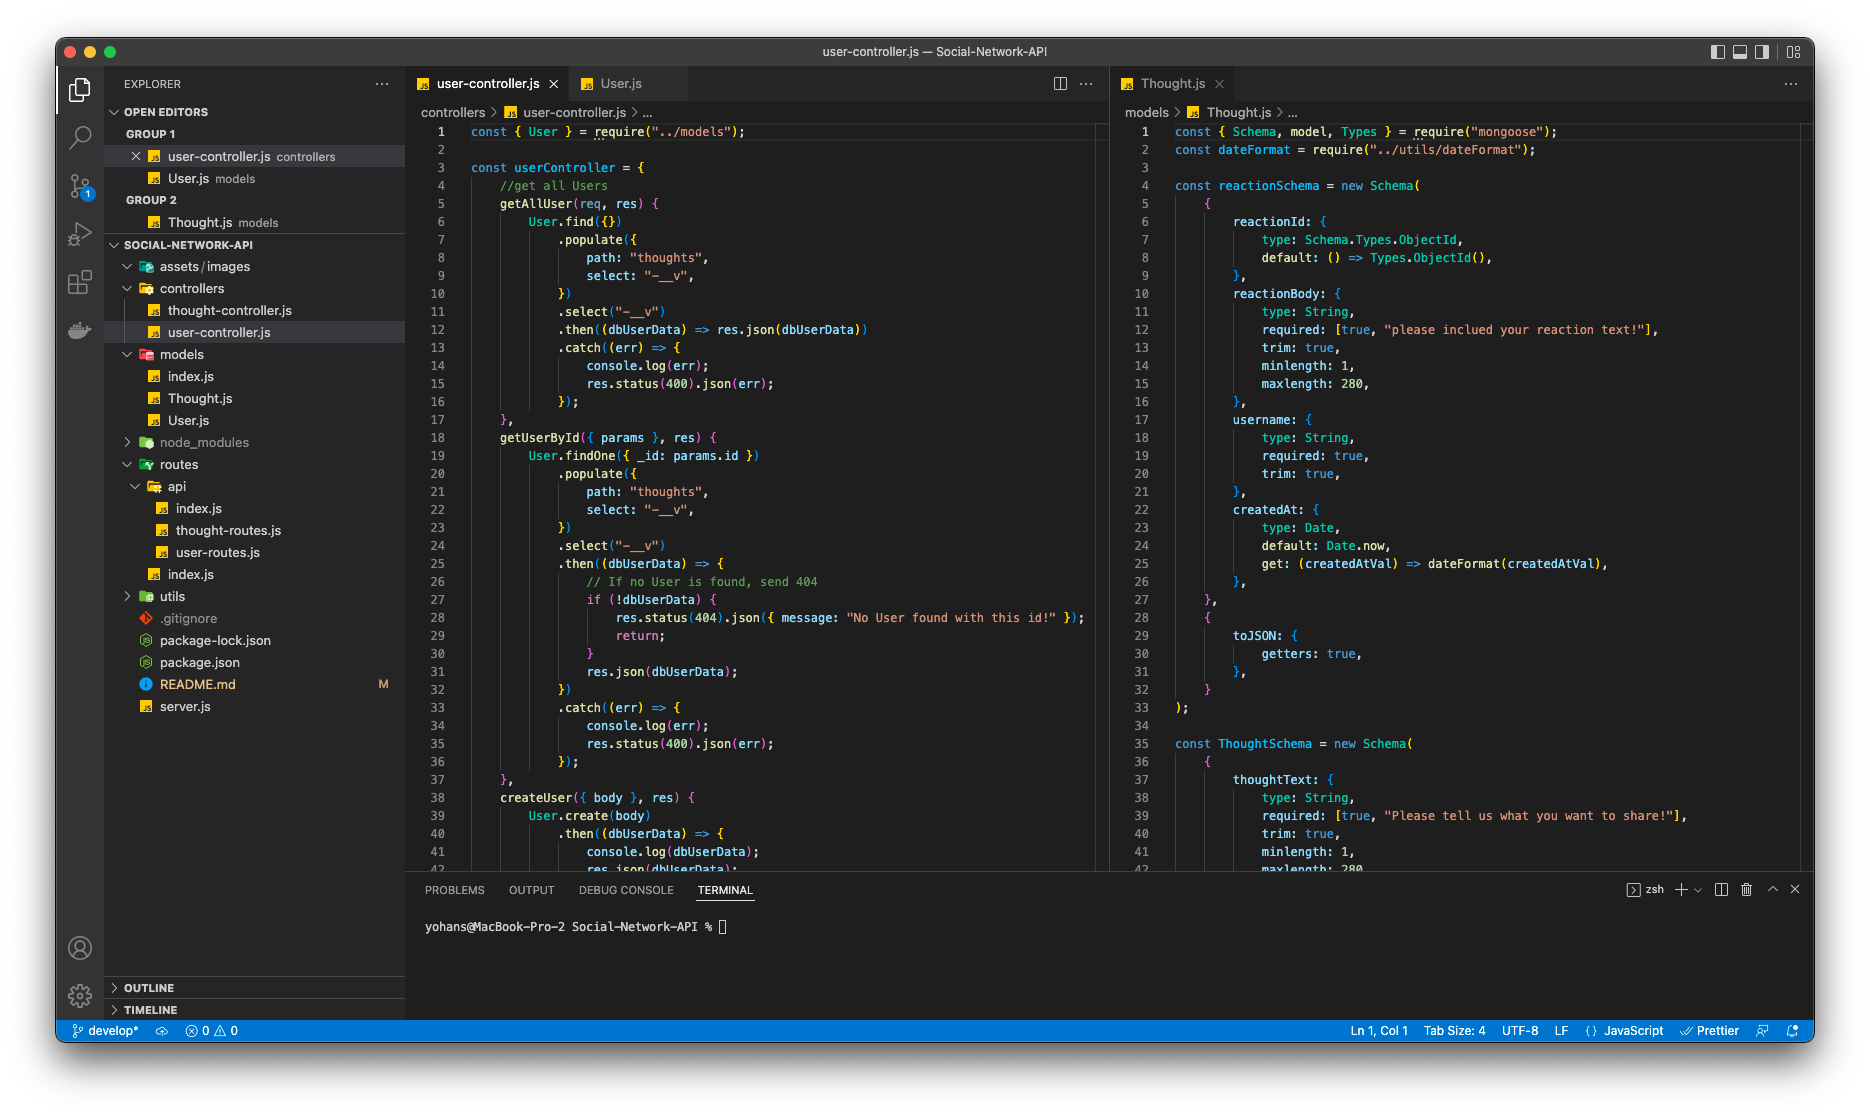 user-controller.js — Social-Network-API
EXPLORER
OPEN EDITORS
GROUP 1
user-controller.js controllers
User.js models
GROUP 2
Thought.js models
SOCIAL-NETWORK-API
assets/images
controllers
thought-controller.js
user-controller.js
models
index.js
Thought.js
User.js
node_modules
routes
api
index.js
thought-routes.js
user-routes.js
index.js
utils
.gitignore
package-lock.json
package.json
README.md M
server.js
OUTLINE
TIMELINE
user-controller.js User.js
controllers > user-controller.js > ...
1 const { User } = require("../models");
2
3 const userController = {
4 //get all Users
5 getAllUser(req, res) {
6 User.find({})
7 .populate({
8 path: "thoughts",
9 select: "-__v",
10 })
11 .select("-__v")
12 .then((dbUserData) => res.json(dbUserData))
13 .catch((err) => {
14 console.log(err);
15 res.status(400).json(err);
16 });
17 },
18 getUserById({ params }, res) {
19 User.findOne({ _id: params.id })
20 .populate({
21 path: "thoughts",
22 select: "-__v",
23 })
24 .select("-__v")
25 .then((dbUserData) => {
26 // If no User is found, send 404
27 if (!dbUserData) {
28 res.status(404).json({ message: "No User found with this id!" });
29 return;
30 }
31 res.json(dbUserData);
32 })
33 .catch((err) => {
34 console.log(err);
35 res.status(400).json(err);
36 });
37 },
38 createUser({ body }, res) {
39 User.create(body)
40 .then((dbUserData) => {
41 console.log(dbUserData);
42 res.json(dbUserData);
Thought.js
models > Thought.js > ...
1 const { Schema, model, Types } = require("mongoose");
2 const dateFormat = require("../utils/dateFormat");
3
4 const reactionSchema = new Schema(
5 {
6 reactionId: {
7 type: Schema.Types.ObjectId,
8 default: () => Types.ObjectId(),
9 },
10 reactionBody: {
11 type: String,
12 required: [true, "please inclued your reaction text!"],
13 trim: true,
14 minlength: 1,
15 maxlength: 280,
16 },
17 username: {
18 type: String,
19 required: true,
20 trim: true,
21 },
22 createdAt: {
23 type: Date,
24 default: Date.now,
25 get: (createdAtVal) => dateFormat(createdAtVal),
26 },
27 },
28 {
29 toJSON: {
30 getters: true,
31 },
32 }
33 );
34
35 const ThoughtSchema = new Schema(
36 {
37 thoughtText: {
38 type: String,
39 required: [true, "Please tell us what you want to share!"],
40 trim: true,
41 minlength: 1,
42 maxlength: 280
PROBLEMS OUTPUT DEBUG CONSOLE TERMINAL zsh
yohans@MacBook-Pro-2 Social-Network-API %
1
develop* 0 0 Ln 1, Col 1 Tab Size: 4 UTF-8 LF {} JavaScript Prettier